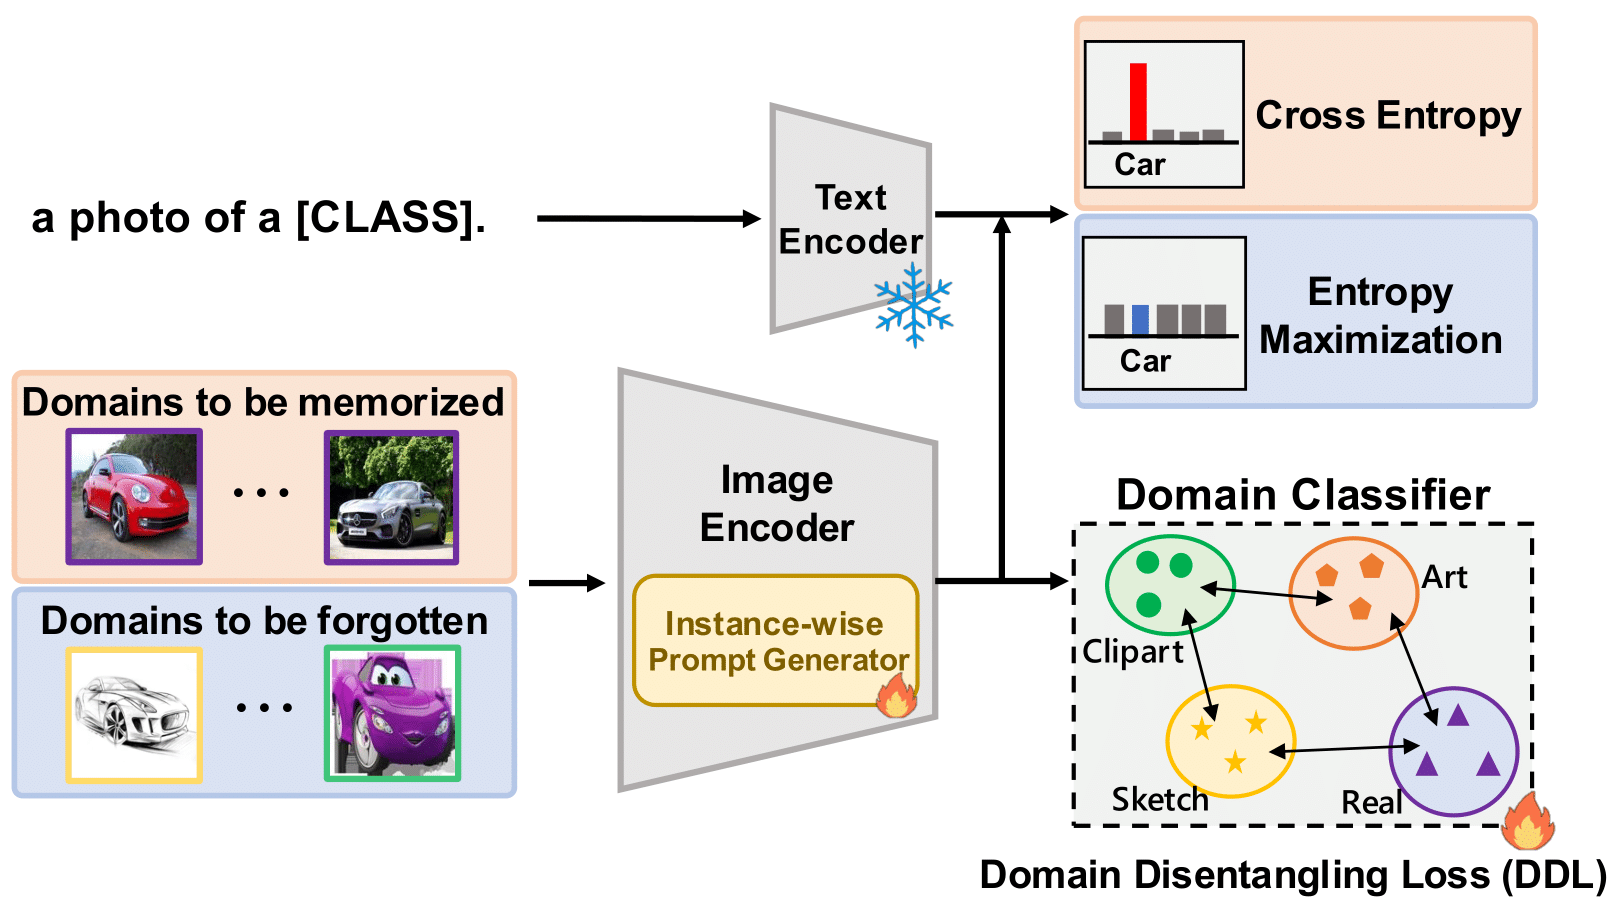 a photo of a [CLASS].
Text
Encoder
Car
Cross Entropy
Car
Entropy
Maximization
Domains to be memorized
...
Domains to be forgotten
...
Image
Encoder
Instance-wise
Prompt Generator
Domain Classifier
Clipart
Art
Sketch
Real
Domain Disentangling Loss (DDL)